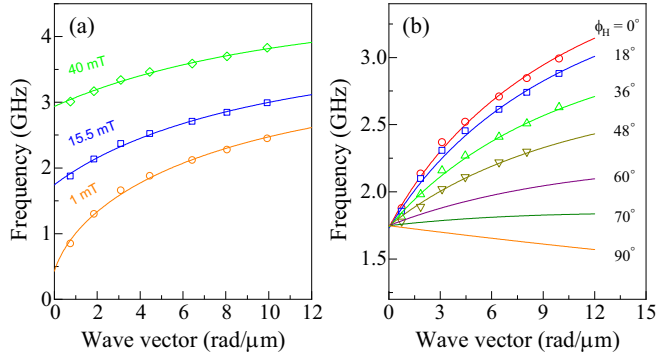 (a)
Frequency (GHz)
4
3
2
1
0
40 mT
15.5 mT
1 mT
0 2 4 6 8 10 12
Wave vector (rad/μm)
(b)
Frequency (GHz)
3.0
2.5
2.0
1.5
ϕH = 0°
18°
36°
48°
60°
70°
90°
0 3 6 9 12 15
Wave vector (rad/μm)